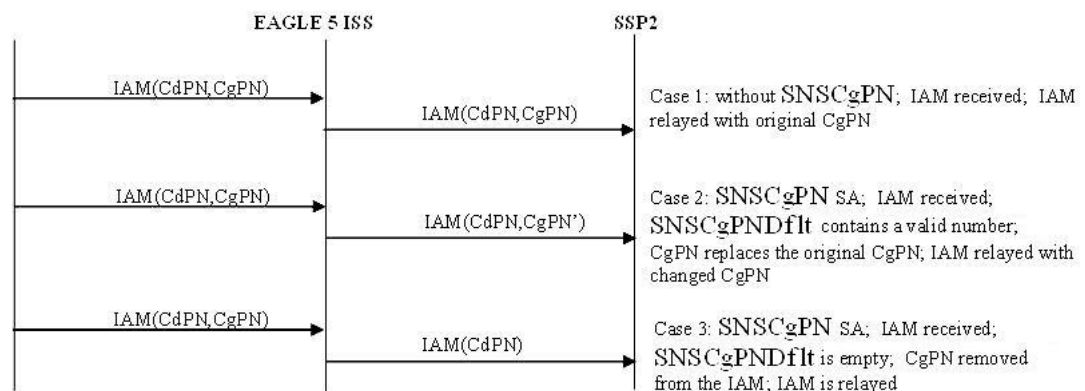 EAGLE 5 ISS
SSP2
IAM(CdPN,CgPN)
IAM(CdPN,CgPN)
Case 1: without SNSCgPN; IAM received; IAM
relayed with original CgPN
IAM(CdPN,CgPN)
IAM(CdPN,CgPN’)
Case 2: SNSCgPN SA; IAM received;
SNSCgPNDflt contains a valid number;
CgPN replaces the original CgPN; IAM relayed with
changed CgPN
IAM(CdPN,CgPN)
IAM(CdPN)
Case 3: SNSCgPN SA; IAM received;
SNSCgPNDflt is empty; CgPN removed
from the IAM; IAM is relayed